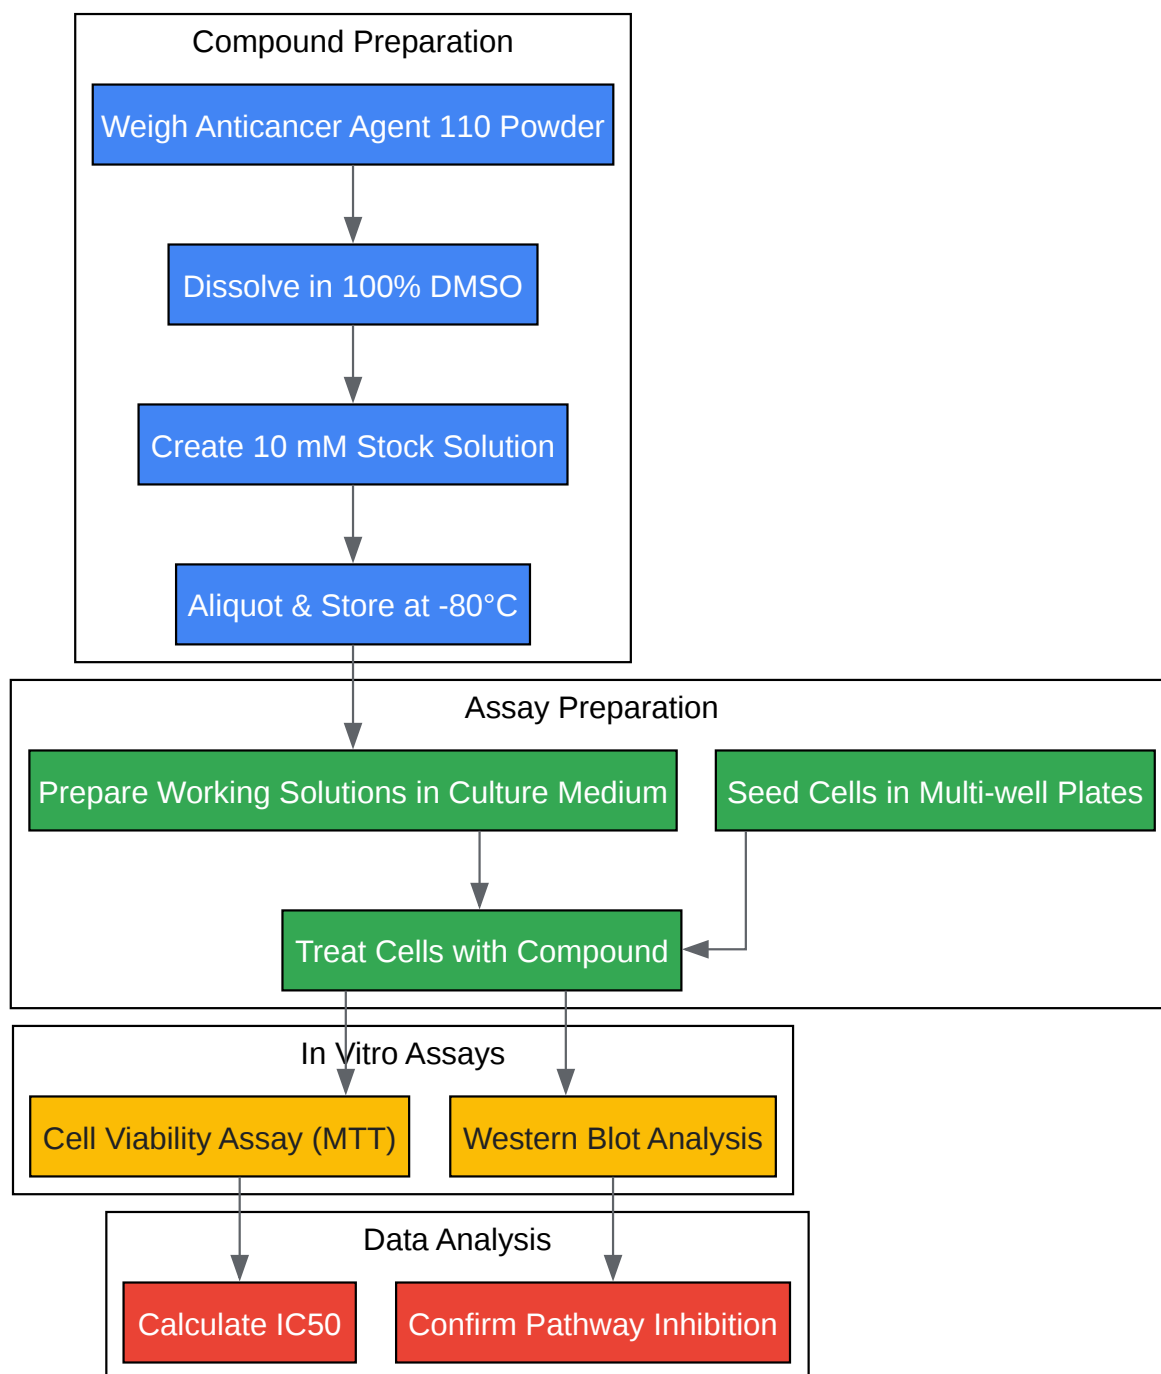 Compound Preparation
Weigh Anticancer Agent 110 Powder
Dissolve in 100% DMSO
Create 10 mM Stock Solution
Aliquot & Store at -80°C
Assay Preparation
Prepare Working Solutions in Culture Medium
Seed Cells in Multi-well Plates
Treat Cells with Compound
In Vitro Assays
Cell Viability Assay (MTT)
Western Blot Analysis
Data Analysis
Calculate IC50
Confirm Pathway Inhibition